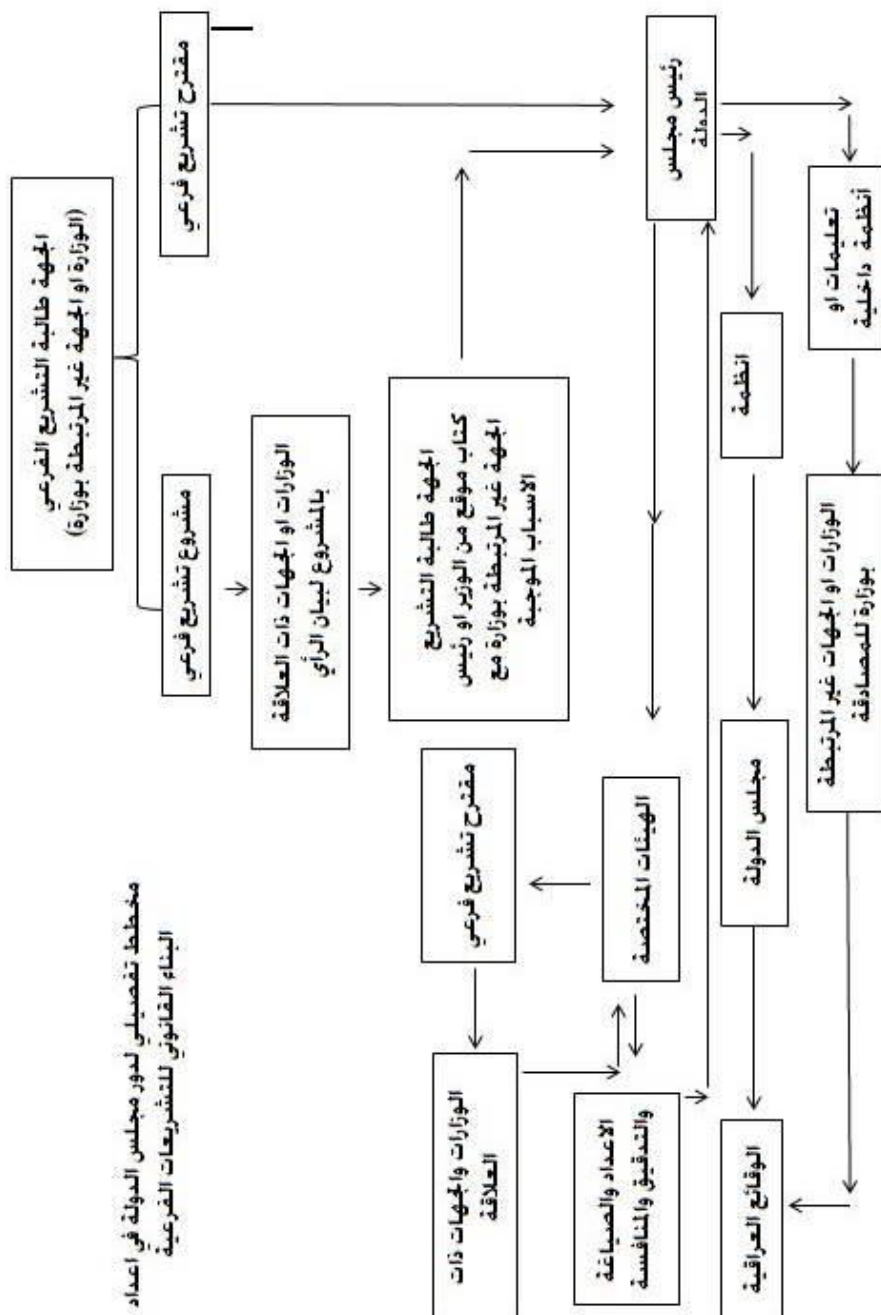 مخطط تفصيلي لدور مجلس الدولة في اعداد
البناء القانوني للتشريعات الفرعية
الجهة طالبة التشريع الفرعي
(الوزارة او الجهة غير المرتبطة بوزارة)
مقترح تشريع فرعي
مشروع تشريع فرعي
الوزارات او الجهات ذات العلاقة
بالمشروع لبيان الرأي
الجهة طالبة التشريع
كتاب موقع من الوزير او رئيس
الجهة غير المرتبطة بوزارة مع
الاسباب الموجبة
مقترح تشريع فرعي
الوزارات والجهات ذات
العلاقة
رئيس مجلس
الدولة
الهيئات المختصة
الاعداد والصياغة
والتدقيق والمنافسة
انظمة
مجلس الدولة
الوقائع العراقية
تعليمات او
أنظمة داخلية
الوزارات او الجهات غير المرتبطة
بوزارة للمصادقة